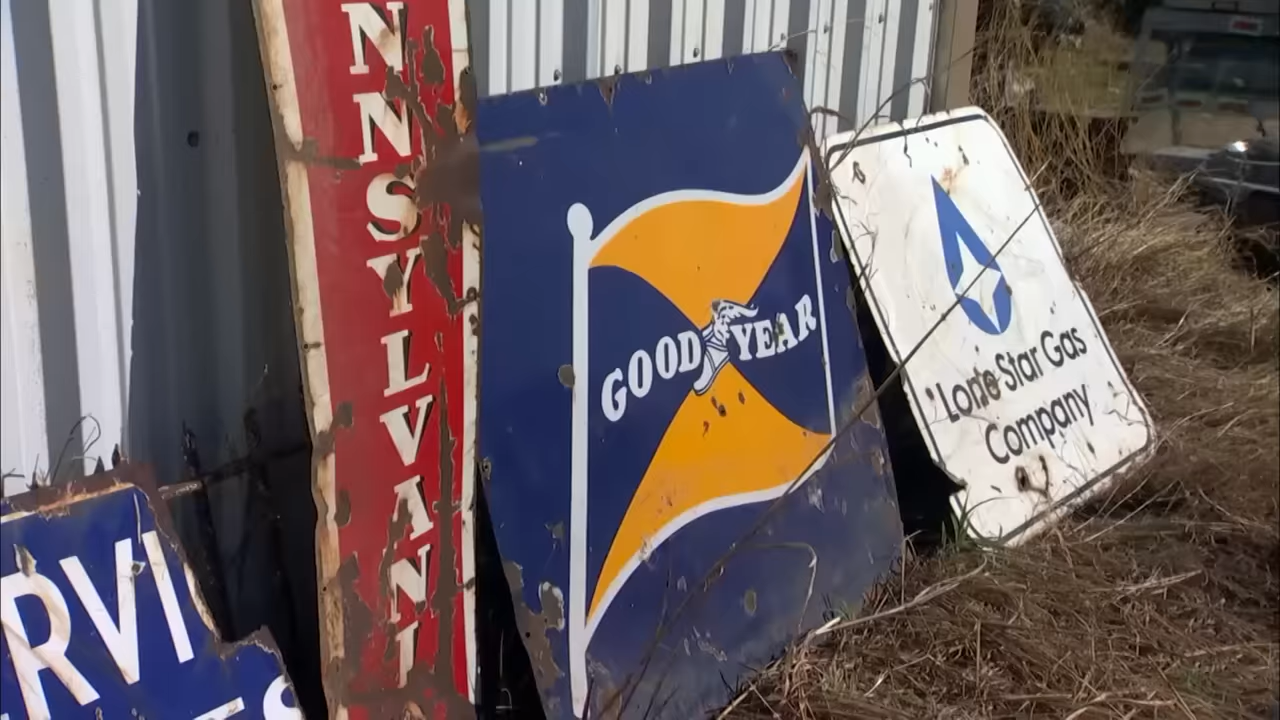 RVI
NNSYLVANI
GOOD YEAR
Lone Star Gas
Company